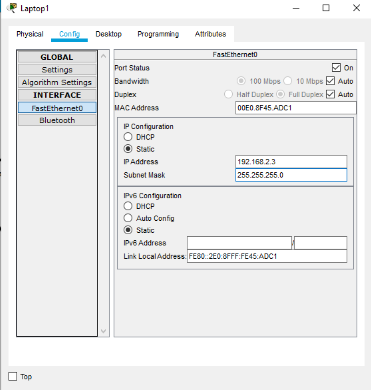 Laptop1
Physical Config Desktop Programming Attributes
GLOBAL
Settings
Algorithm Settings
INTERFACE
FastEthernet0
Bluetooth
FastEthernet0
Port Status On
Bandwidth 100 Mbps 10 Mbps Auto
Duplex Half Duplex Full Duplex Auto
MAC Address 00E0.8F45.ADC1
IP Configuration
DHCP
Static
IP Address 192.168.2.3
Subnet Mask 255.255.255.0
IPv6 Configuration
DHCP
Auto Config
Static
IPv6 Address /
Link Local Address: FE80::2E0:8FFF:FE45:ADC1
Top